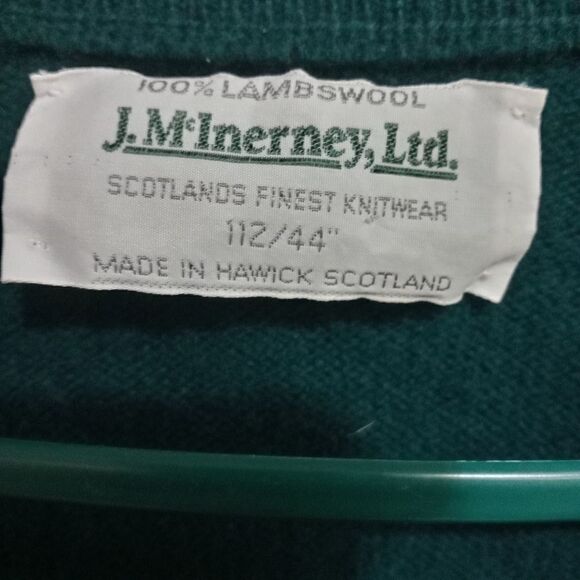 100% LAMBSWOOL
J. McInerney, Ltd.
SCOTLANDS FINEST KNITWEAR
112/44"
MADE IN HAWICK SCOTLAND